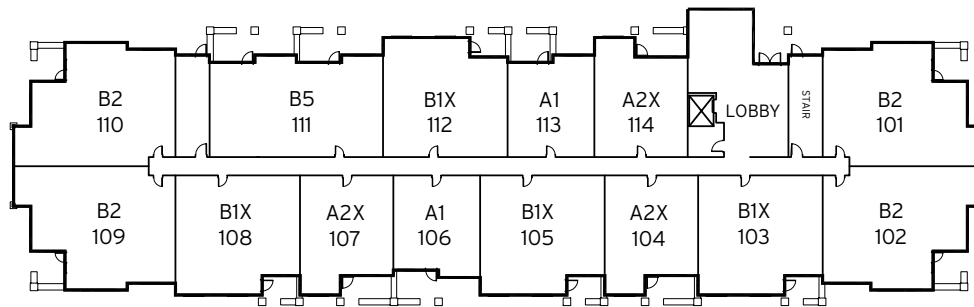 B2
110
B5
111
B1X
112
A1
113
A2X
114
LOBBY
STAIR
B2
101
B2
109
B1X
108
A2X
107
A1
106
B1X
105
A2X
104
B1X
103
B2
102